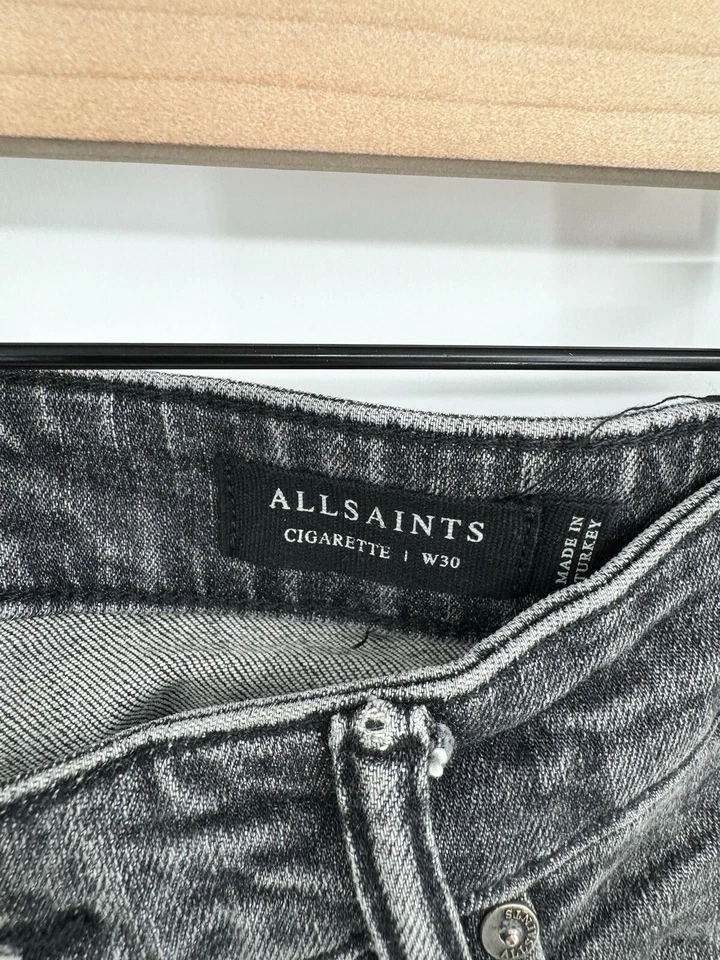 ALLSAINTS
CIGARETTE | W30
MADE IN
TURKEY